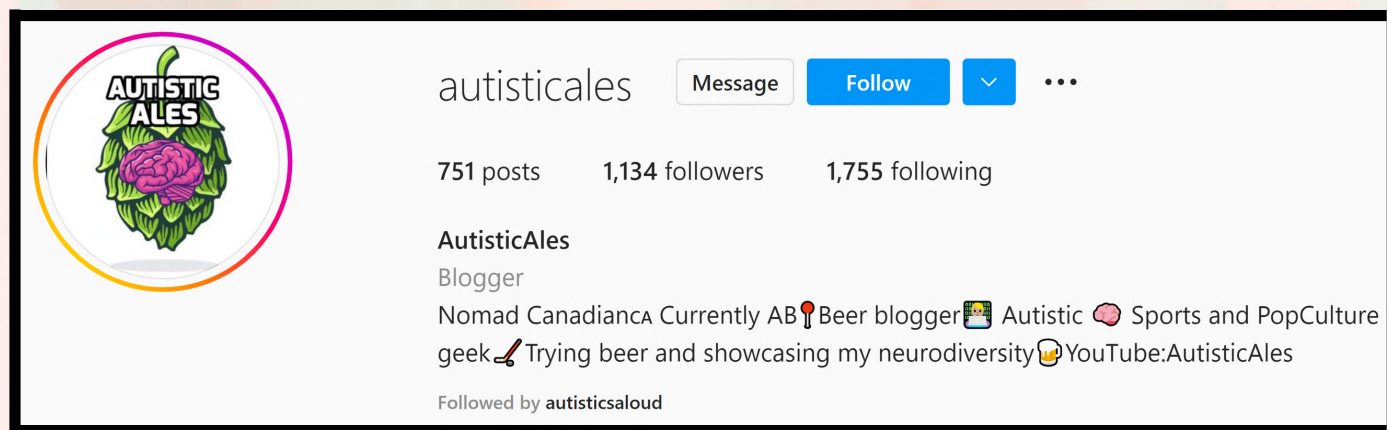 AUTISTIC
ALES
autisticales Message Follow
751 posts 1,134 followers 1,755 following
AutisticAles
Blogger
Nomad Canadian🇨🇦 Currently AB📍Beer blogger👨🏼‍💻 Autistic 🧠 Sports and PopCulture
geek🏒Trying beer and showcasing my neurodiversity🍺YouTube:AutisticAles
Followed by autisticsaloud